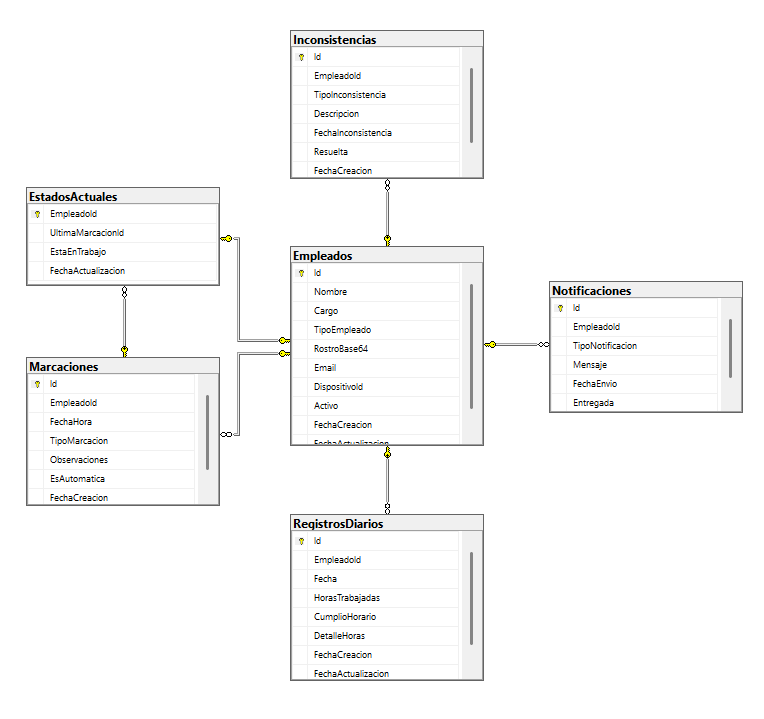 Inconsistencias
Id
EmpleadoId
TipoInconsistencia
Descripcion
FechaInconsistencia
Resuelta
FechaCreacion
EstadosActuales
EmpleadoId
UltimaMarcacionId
EstaEnTrabajo
FechaActualizacion
Empleados
Id
Nombre
Cargo
TipoEmpleado
RostroBase64
Email
DispositivoId
Activo
FechaCreacion
FechaActualizacion
Notificaciones
Id
EmpleadoId
TipoNotificacion
Mensaje
FechaEnvio
Entregada
Marcaciones
Id
EmpleadoId
FechaHora
TipoMarcacion
Observaciones
EsAutomatica
FechaCreacion
RegistrosDiarios
Id
EmpleadoId
Fecha
HorasTrabajadas
CumplioHorario
DetalleHoras
FechaCreacion
FechaActualizacion